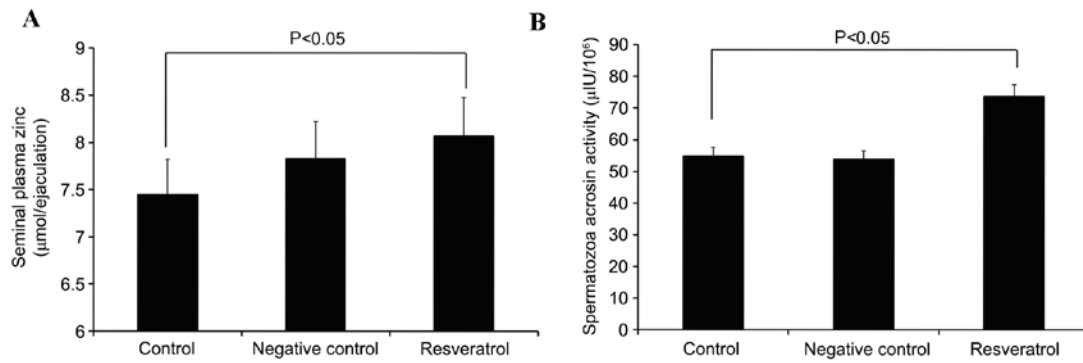 A
P<0.05
Seminal plasma zinc
(μmol/ejaculation)
9
8.5
8
7.5
7
6.5
6
Control
Negative control
Resveratrol
B
P<0.05
Spermatozoa acrosin activity (μIU/10⁶)
90
80
70
60
50
40
30
20
10
0
Control
Negative control
Resveratrol